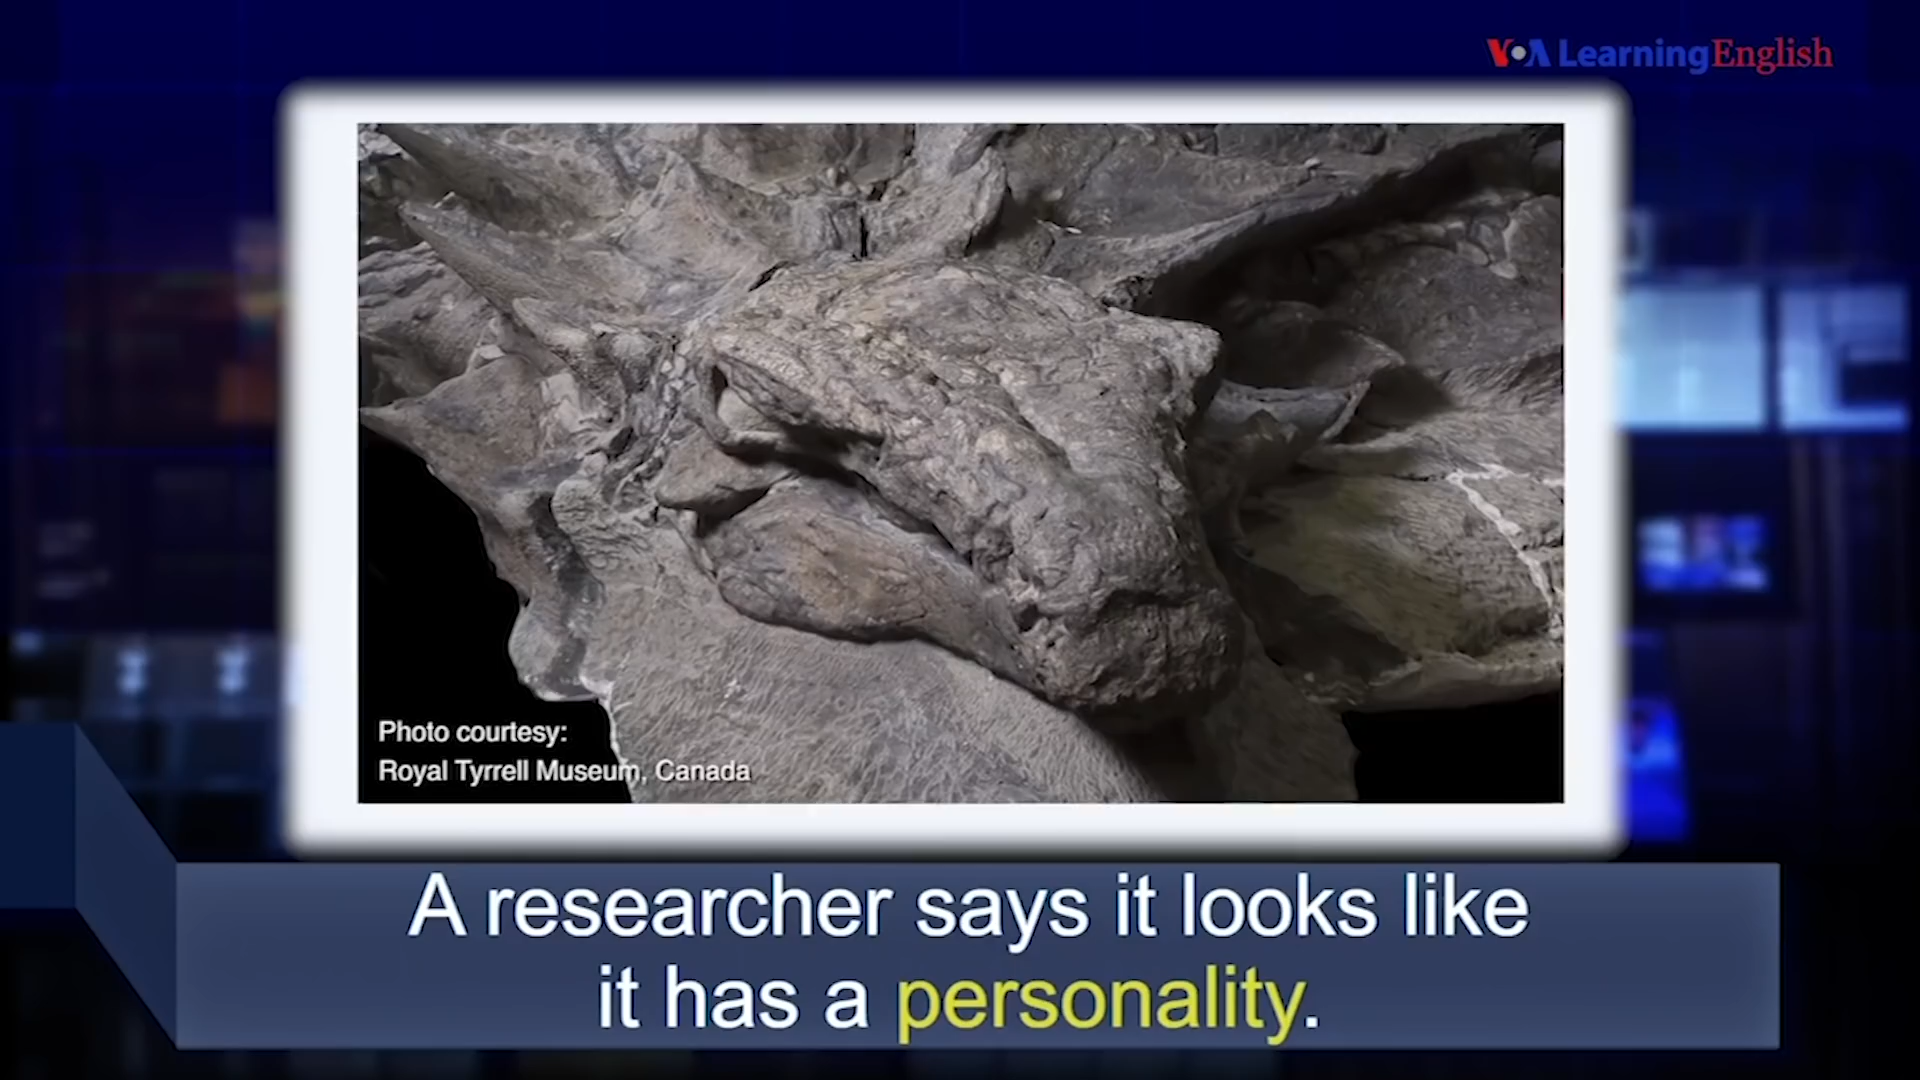 VOA Learning English
Photo courtesy:
Royal Tyrrell Museum, Canada
A researcher says it looks like
it has a personality.